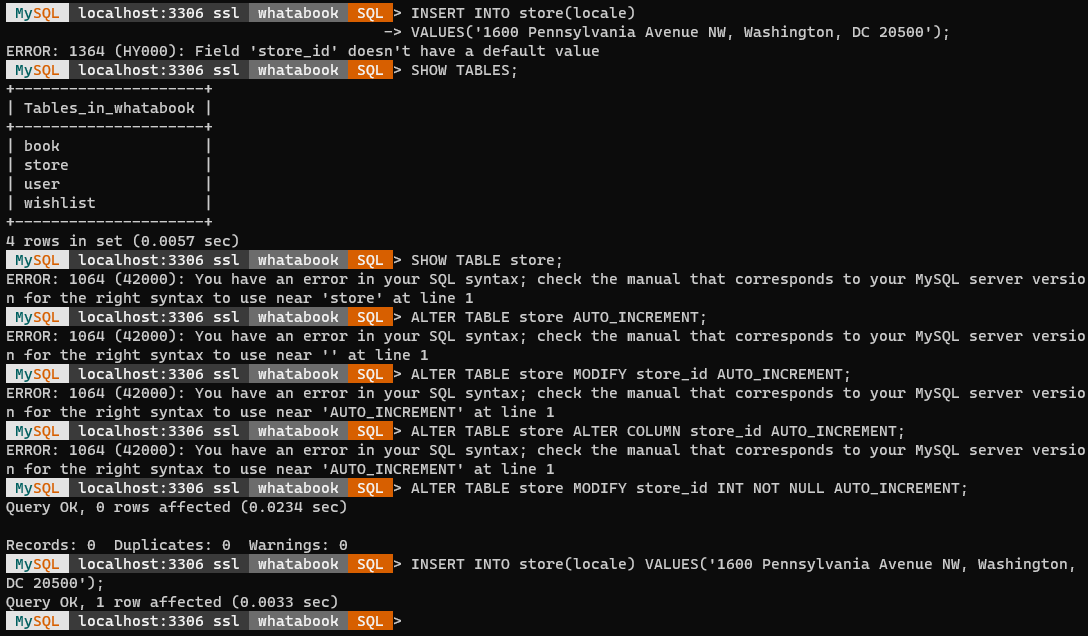 MySQL localhost:3306 ssl whatabook SQL > INSERT INTO store(locale)
-> VALUES('1600 Pennsylvania Avenue NW, Washington, DC 20500');
ERROR: 1364 (HY000): Field 'store_id' doesn't have a default value
MySQL localhost:3306 ssl whatabook SQL > SHOW TABLES;
+---------------------+
| Tables_in_whatabook |
+---------------------+
| book                |
| store               |
| user                |
| wishlist            |
+---------------------+
4 rows in set (0.0057 sec)
MySQL localhost:3306 ssl whatabook SQL > SHOW TABLE store;
ERROR: 1064 (42000): You have an error in your SQL syntax; check the manual that corresponds to your MySQL server versio
n for the right syntax to use near 'store' at line 1
MySQL localhost:3306 ssl whatabook SQL > ALTER TABLE store AUTO_INCREMENT;
ERROR: 1064 (42000): You have an error in your SQL syntax; check the manual that corresponds to your MySQL server versio
n for the right syntax to use near '' at line 1
MySQL localhost:3306 ssl whatabook SQL > ALTER TABLE store MODIFY store_id AUTO_INCREMENT;
ERROR: 1064 (42000): You have an error in your SQL syntax; check the manual that corresponds to your MySQL server versio
n for the right syntax to use near 'AUTO_INCREMENT' at line 1
MySQL localhost:3306 ssl whatabook SQL > ALTER TABLE store ALTER COLUMN store_id AUTO_INCREMENT;
ERROR: 1064 (42000): You have an error in your SQL syntax; check the manual that corresponds to your MySQL server versio
n for the right syntax to use near 'AUTO_INCREMENT' at line 1
MySQL localhost:3306 ssl whatabook SQL > ALTER TABLE store MODIFY store_id INT NOT NULL AUTO_INCREMENT;
Query OK, 0 rows affected (0.0234 sec)

Records: 0  Duplicates: 0  Warnings: 0
MySQL localhost:3306 ssl whatabook SQL > INSERT INTO store(locale) VALUES('1600 Pennsylvania Avenue NW, Washington,
DC 20500');
Query OK, 1 row affected (0.0033 sec)
MySQL localhost:3306 ssl whatabook SQL >